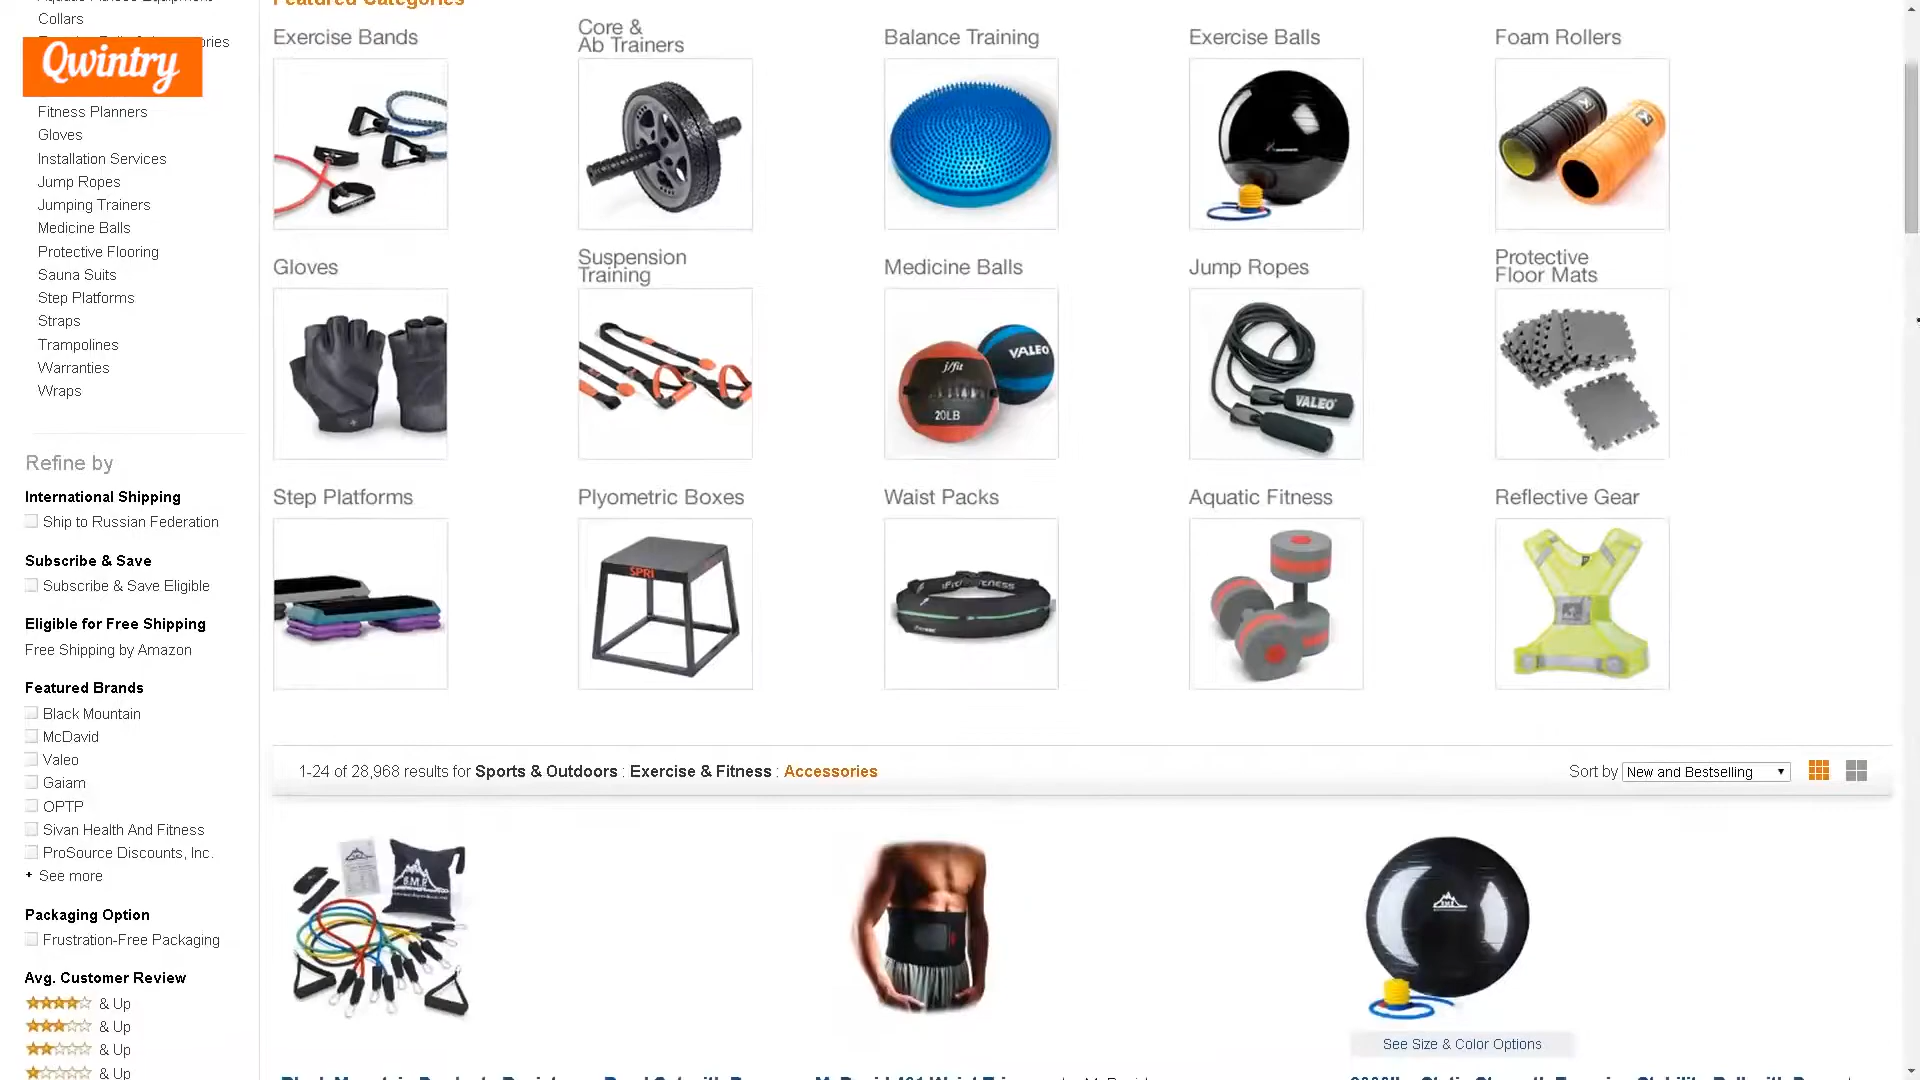 Featured Categories
Collars
ories
Qwintry
Fitness Planners
Gloves
Installation Services
Jump Ropes
Jumping Trainers
Medicine Balls
Protective Flooring
Sauna Suits
Step Platforms
Straps
Trampolines
Warranties
Wraps
Refine by
International Shipping
Ship to Russian Federation
Subscribe & Save
Subscribe & Save Eligible
Eligible for Free Shipping
Free Shipping by Amazon
Featured Brands
Black Mountain
McDavid
Valeo
Gaiam
OPTP
Sivan Health And Fitness
ProSource Discounts, Inc.
+ See more
Packaging Option
Frustration-Free Packaging
Avg. Customer Review
& Up
& Up
& Up
& Up
Exercise Bands
Core &
Ab Trainers
Balance Training
Exercise Balls
Foam Rollers
Gloves
Suspension
Training
Medicine Balls
Jump Ropes
Protective
Floor Mats
j/fit
20LB
VALEO
VALEO
Step Platforms
Plyometric Boxes
Waist Packs
Aquatic Fitness
Reflective Gear
SPRI
1-24 of 28,968 results for Sports & Outdoors : Exercise & Fitness : Accessories
Sort by New and Bestselling
B.M.P.
See Size & Color Options